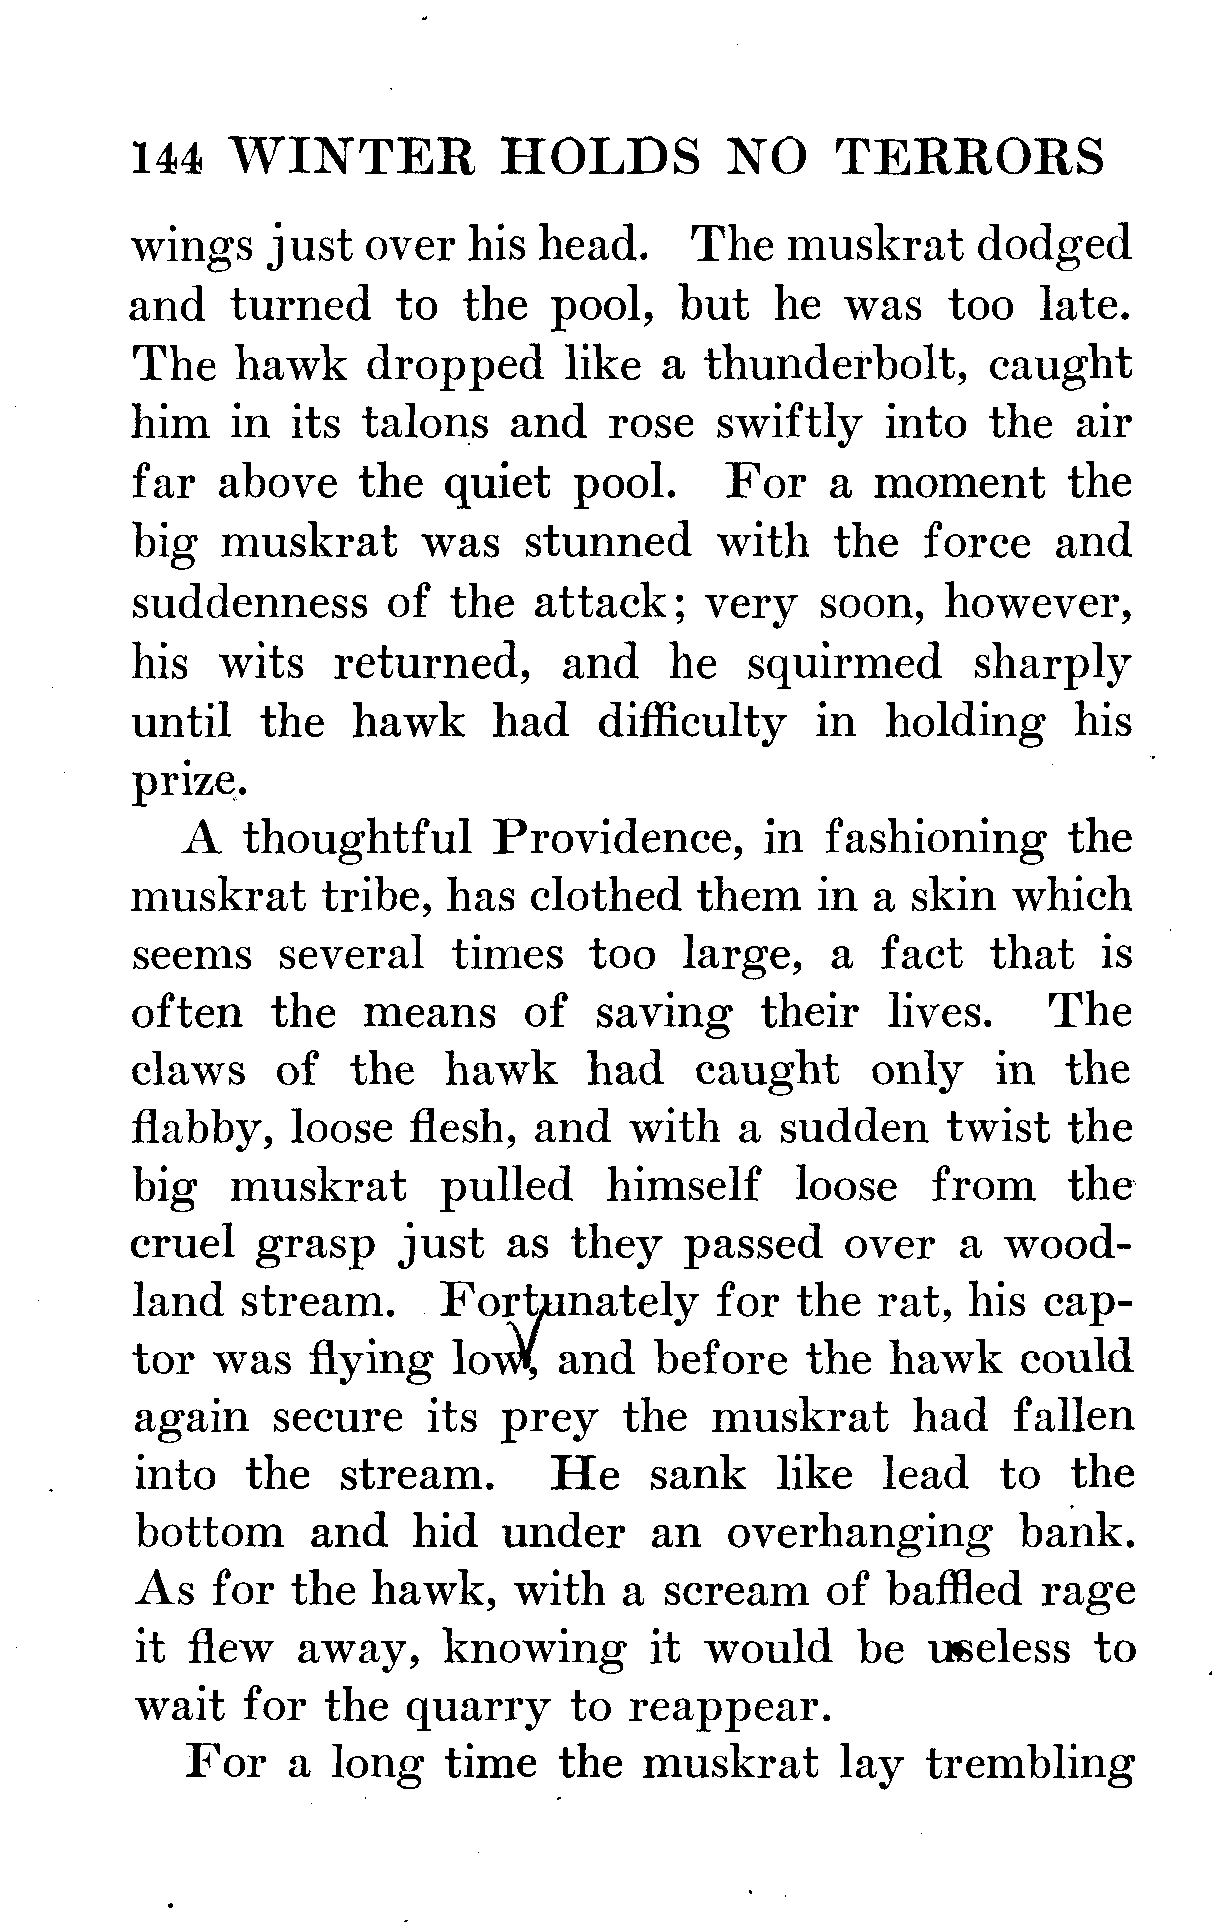 144 WINTER HOLDS NO TERRORS
wings just over his head. The muskrat dodged
and turned to the pool, but he was too late.
The hawk dropped like a thunderbolt, caught
him in its talons and rose swiftly into the air
far above the quiet pool. For a moment the
big muskrat was stunned with the force and
suddenness of the attack; very soon, however,
his wits returned, and he squirmed sharply
until the hawk had difficulty in holding his
prize.
A thoughtful Providence, in fashioning the
muskrat tribe, has clothed them in a skin which
seems several times too large, a fact that is
often the means of saving their lives. The
claws of the hawk had caught only in the
flabby, loose flesh, and with a sudden twist the
big muskrat pulled himself loose from the
cruel grasp just as they passed over a wood-
land stream. Fortunately for the rat, his cap-
tor was flying low, and before the hawk could
again secure its prey the muskrat had fallen
into the stream. He sank like lead to the
bottom and hid under an overhanging bank.
As for the hawk, with a scream of baffled rage
it flew away, knowing it would be useless to
wait for the quarry to reappear.
For a long time the muskrat lay trembling